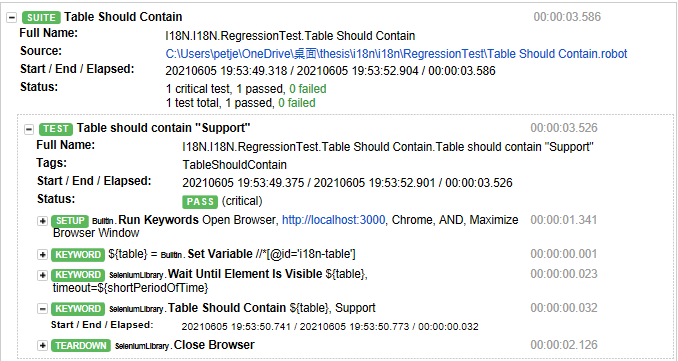 SUITE Table Should Contain 00:00:03.586
Full Name: I18N.I18N.RegressionTest.Table Should Contain
Source: C:\Users\petje\OneDrive\桌面\thesis\i18n\i18n\RegressionTest\Table Should Contain.robot
Start / End / Elapsed: 20210605 19:53:49.318 / 20210605 19:53:52.904 / 00:00:03.586
Status: 1 critical test, 1 passed, 0 failed
1 test total, 1 passed, 0 failed
TEST Table should contain "Support" 00:00:03.526
Full Name: I18N.I18N.RegressionTest.Table Should Contain.Table should contain "Support"
Tags: TableShouldContain
Start / End / Elapsed: 20210605 19:53:49.375 / 20210605 19:53:52.901 / 00:00:03.526
Status: PASS (critical)
SETUP BuiltIn. Run Keywords Open Browser, http://localhost:3000, Chrome, AND, Maximize 00:00:01.341
Browser Window
KEYWORD ${table} = BuiltIn. Set Variable //*[@id='i18n-table'] 00:00:00.001
KEYWORD SeleniumLibrary. Wait Until Element Is Visible ${table}, 00:00:00.023
timeout=${shortPeriodOfTime}
KEYWORD SeleniumLibrary. Table Should Contain ${table}, Support 00:00:00.032
Start / End / Elapsed: 20210605 19:53:50.741 / 20210605 19:53:50.773 / 00:00:00.032
TEARDOWN SeleniumLibrary. Close Browser 00:00:02.126